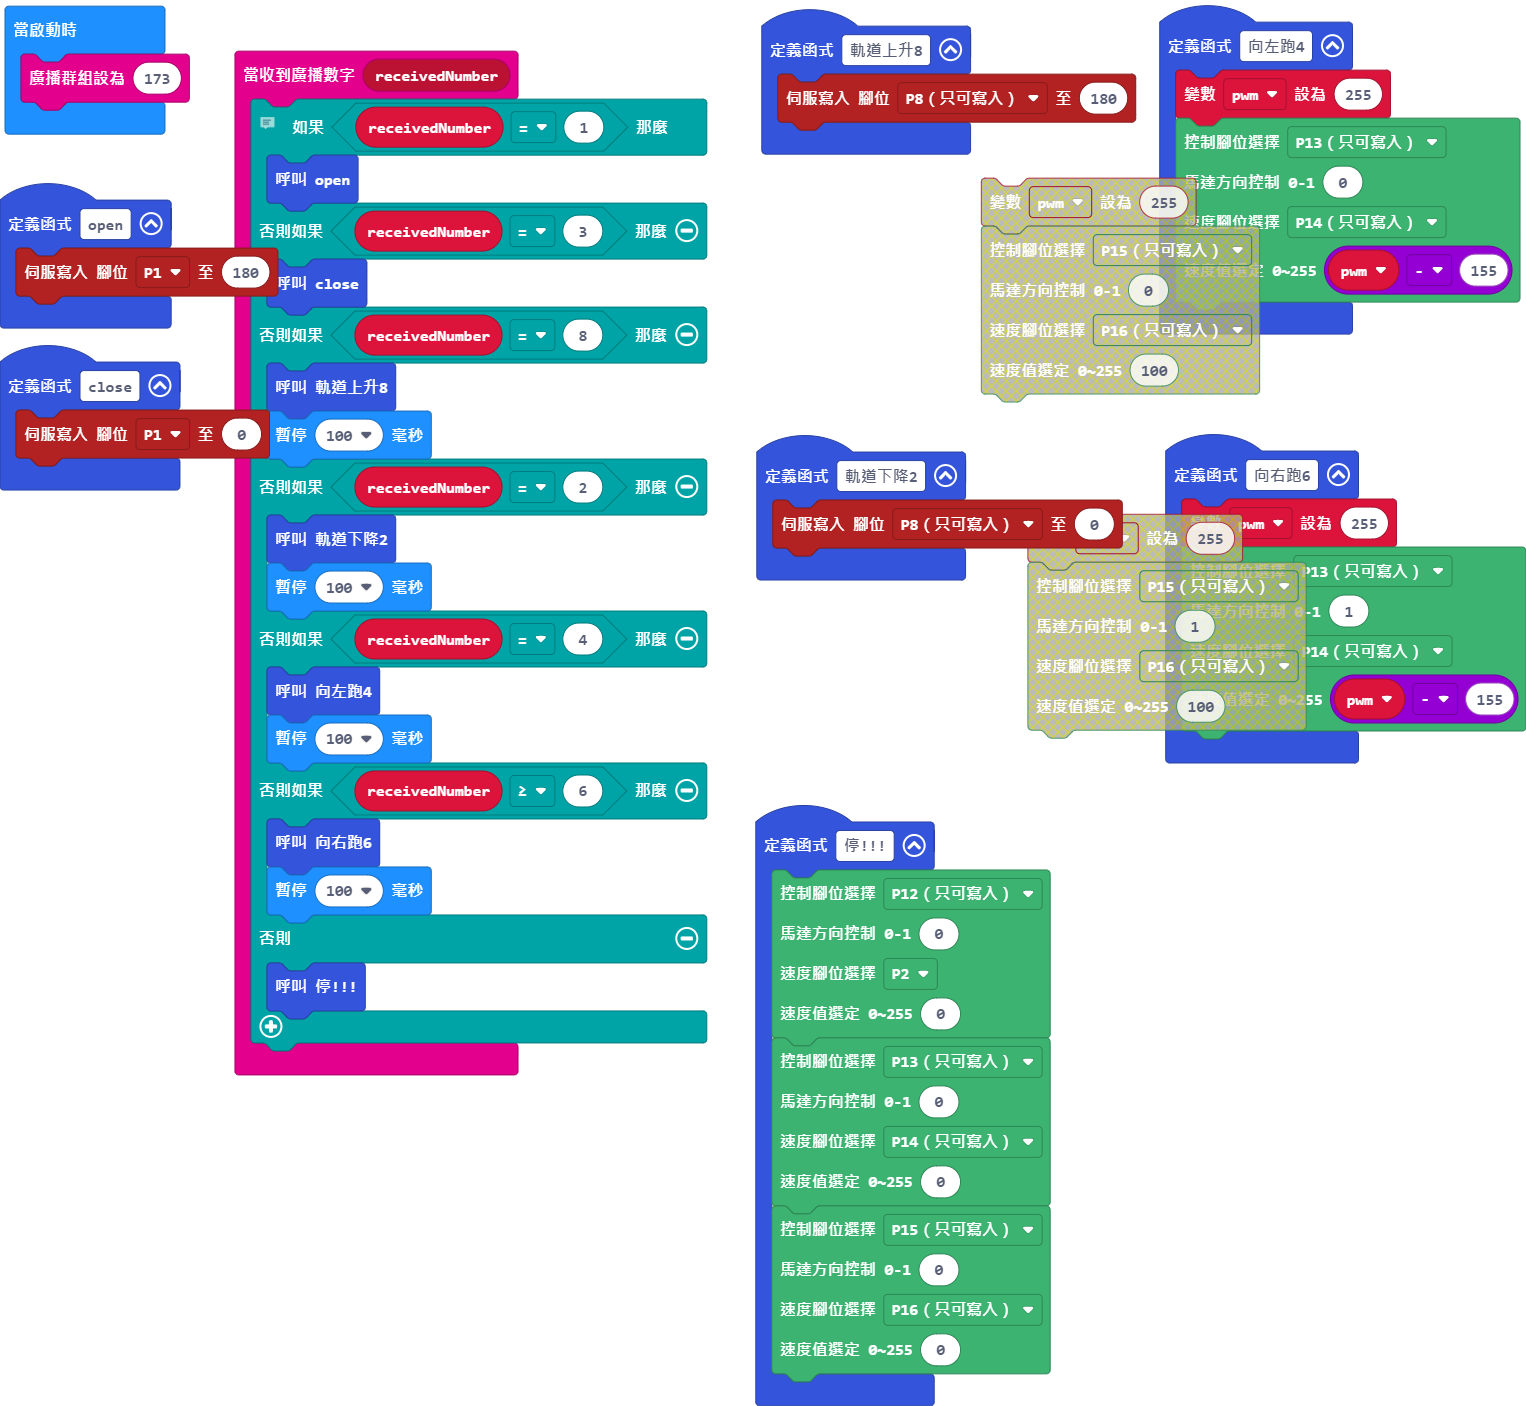 當啟動時
廣播群組設為 173
定義函式 open
伺服寫入 腳位 P1 至 180
定義函式 close
伺服寫入 腳位 P1 至 0
當收到廣播數字 receivedNumber
如果 receivedNumber = 1 那麼
呼叫 open
否則如果 receivedNumber = 3 那麼
呼叫 close
否則如果 receivedNumber = 8 那麼
呼叫 軌道上升8
暫停 100 毫秒
否則如果 receivedNumber = 2 那麼
呼叫 軌道下降2
暫停 100 毫秒
否則如果 receivedNumber = 4 那麼
呼叫 向左跑4
暫停 100 毫秒
否則如果 receivedNumber ≥ 6 那麼
呼叫 向右跑6
暫停 100 毫秒
否則
呼叫 停!!!
定義函式 軌道上升8
伺服寫入 腳位 P8（只可寫入） 至 180
定義函式 向左跑4
變數 pwm 設為 255
控制腳位選擇 P13（只可寫入）
馬達方向控制 0-1 0
速度腳位選擇 P14（只可寫入）
速度值選定 0~255 pwm - 155
變數 pwm 設為 255
控制腳位選擇 P15（只可寫入）
馬達方向控制 0-1 0
速度腳位選擇 P16（只可寫入）
速度值選定 0~255 100
定義函式 軌道下降2
伺服寫入 腳位 P8（只可寫入） 至 0
設為 255
控制腳位選擇 P15（只可寫入）
馬達方向控制 0-1 1
速度腳位選擇 P16（只可寫入）
速度值選定 0~255 100
定義函式 向右跑6
變數 pwm 設為 255
控制腳位選擇 P13（只可寫入）
馬達方向控制 0-1 1
速度腳位選擇 P14（只可寫入）
值選定 0~255 pwm - 155
定義函式 停!!!
控制腳位選擇 P12（只可寫入）
馬達方向控制 0-1 0
速度腳位選擇 P2
速度值選定 0~255 0
控制腳位選擇 P13（只可寫入）
馬達方向控制 0-1 0
速度腳位選擇 P14（只可寫入）
速度值選定 0~255 0
控制腳位選擇 P15（只可寫入）
馬達方向控制 0-1 0
速度腳位選擇 P16（只可寫入）
速度值選定 0~255 0